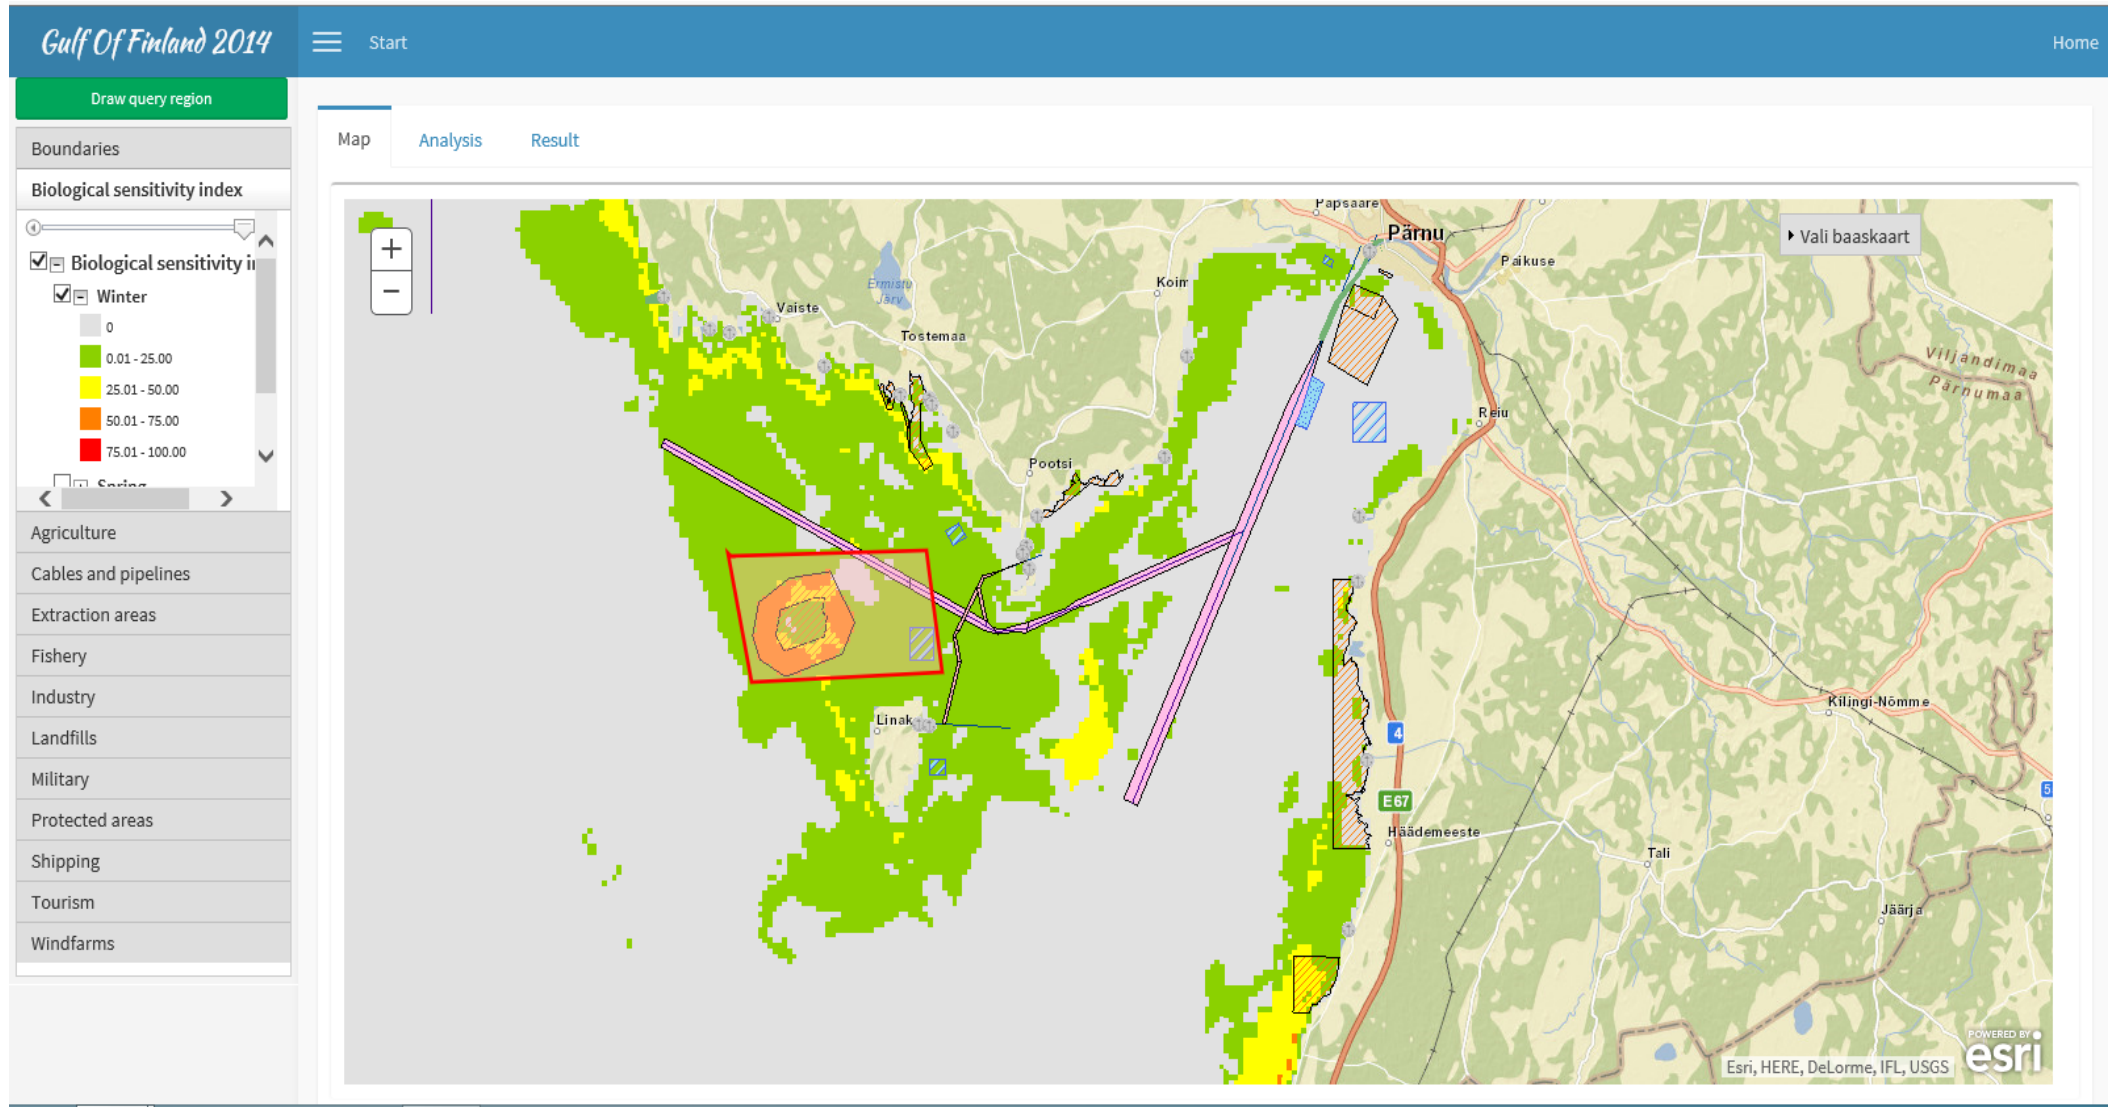 Gulf Of Finland 2014
Start
Home
Draw query region
Boundaries
Biological sensitivity index
Biological sensitivity i
Winter
0
0.01 - 25.00
25.01 - 50.00
50.01 - 75.00
75.01 - 100.00
Spring
Agriculture
Cables and pipelines
Extraction areas
Fishery
Industry
Landfills
Military
Protected areas
Shipping
Tourism
Windfarms
Map
Analysis
Result
+
−
Vali baaskaart
Papsaare
Pärnu
Paikuse
Ermistu
Järv
Koim
Vaiste
Tostemaa
Viljandimaa
Pärnumaa
Reiu
Pootsi
Linak
4
Kilingi-Nõmme
5
E67
Häädemeeste
Tali
Jäärja
POWERED BY
esri
Esri, HERE, DeLorme, IFL, USGS